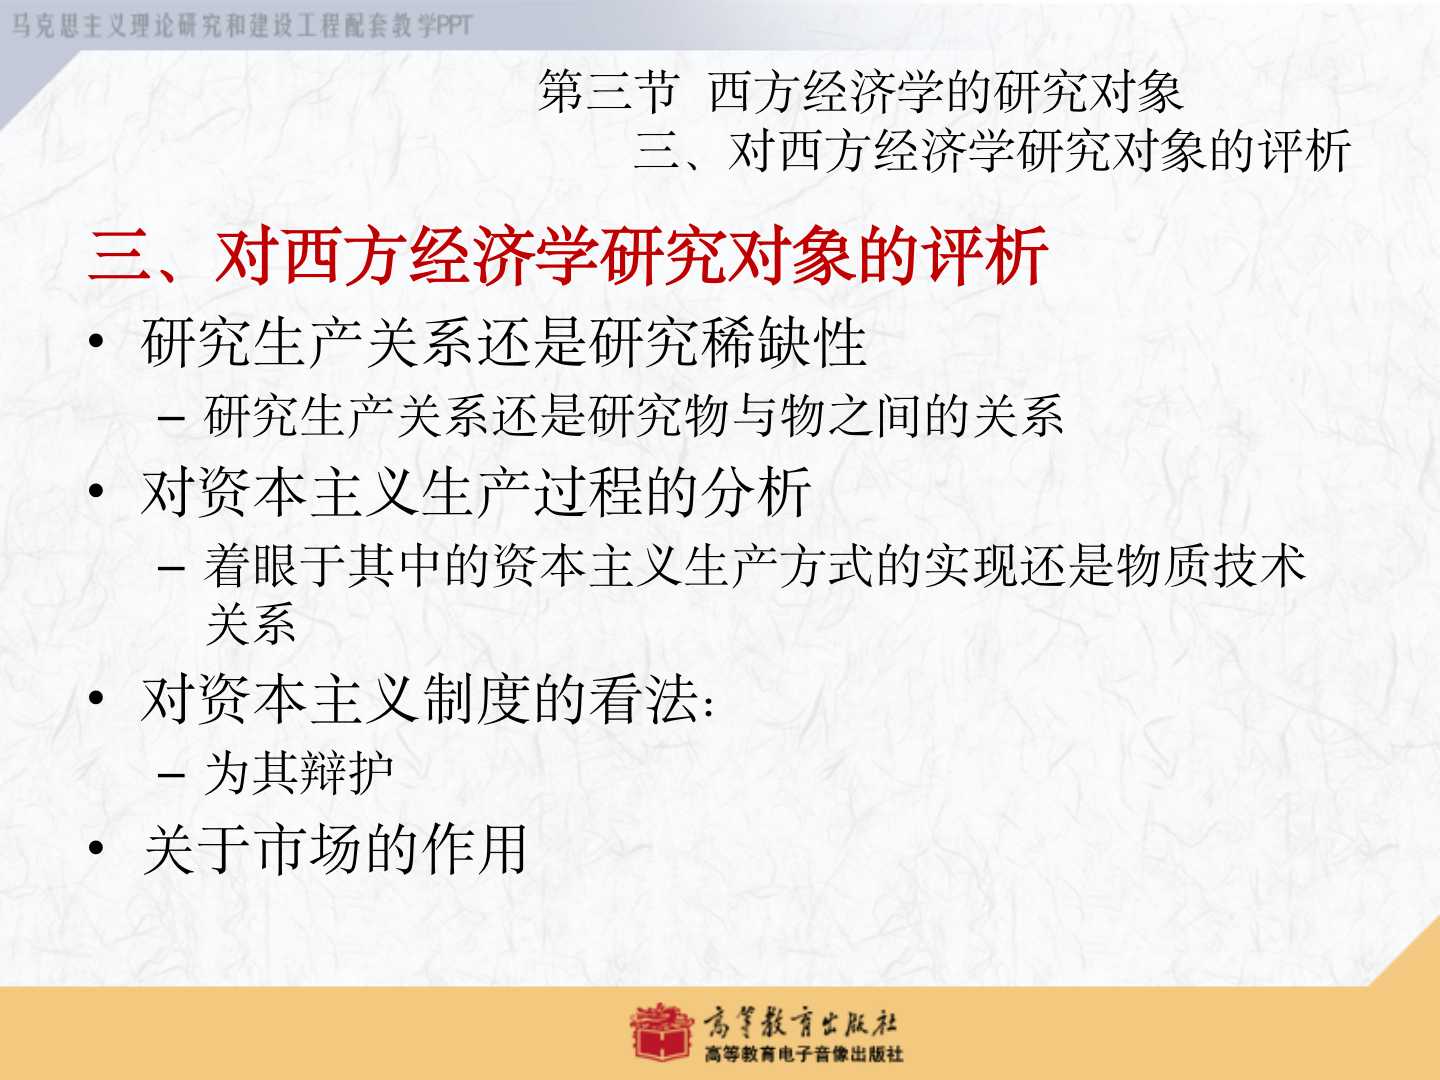 马克思主义理论研究和建设工程配套教学PPT
第三节 西方经济学的研究对象
三、对西方经济学研究对象的评析
三、对西方经济学研究对象的评析
• 研究生产关系还是研究稀缺性
– 研究生产关系还是研究物与物之间的关系
• 对资本主义生产过程的分析
– 着眼于其中的资本主义生产方式的实现还是物质技术
关系
• 对资本主义制度的看法：
– 为其辩护
• 关于市场的作用
高等教育出版社
高等教育电子音像出版社